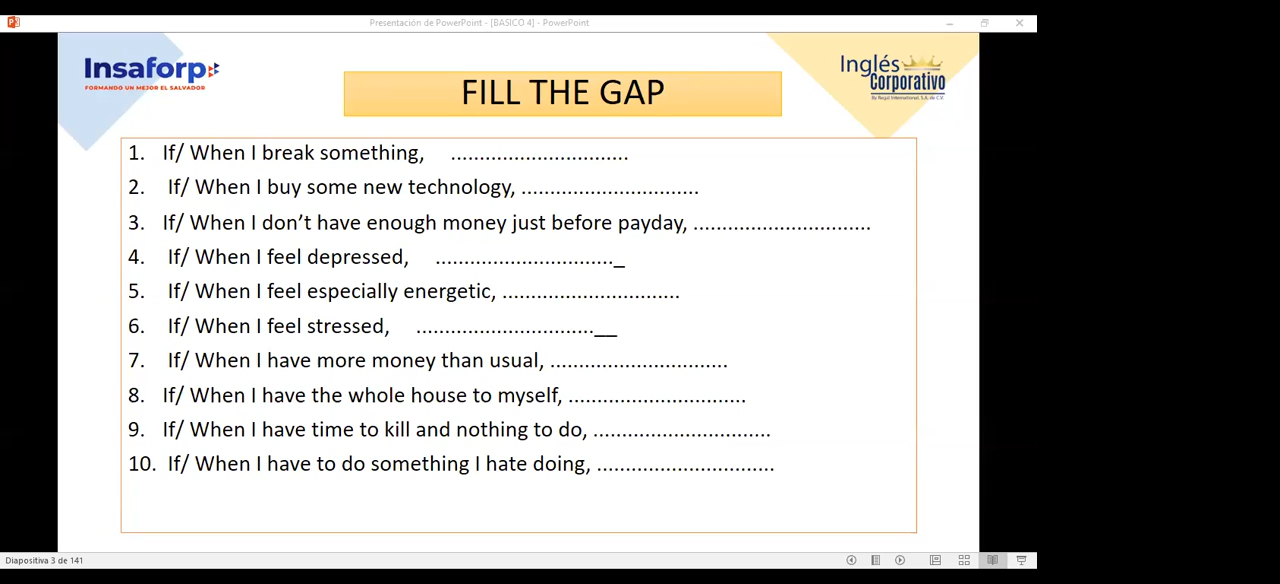 Presentación de PowerPoint - [BASICO 4] - PowerPoint
Insaforp
FORMANDO UN MEJOR EL SALVADOR
Inglés
Corporativo
By Regal International, S.A. de C.V.
FILL THE GAP
1. If/ When I break something, ...............................
2. If/ When I buy some new technology, ...............................
3. If/ When I don’t have enough money just before payday, ...............................
4. If/ When I feel depressed, ..............................._
5. If/ When I feel especially energetic, ...............................
6. If/ When I feel stressed, ...............................__
7. If/ When I have more money than usual, ...............................
8. If/ When I have the whole house to myself, ...............................
9. If/ When I have time to kill and nothing to do, ...............................
10. If/ When I have to do something I hate doing, ...............................
Diapositiva 3 de 141